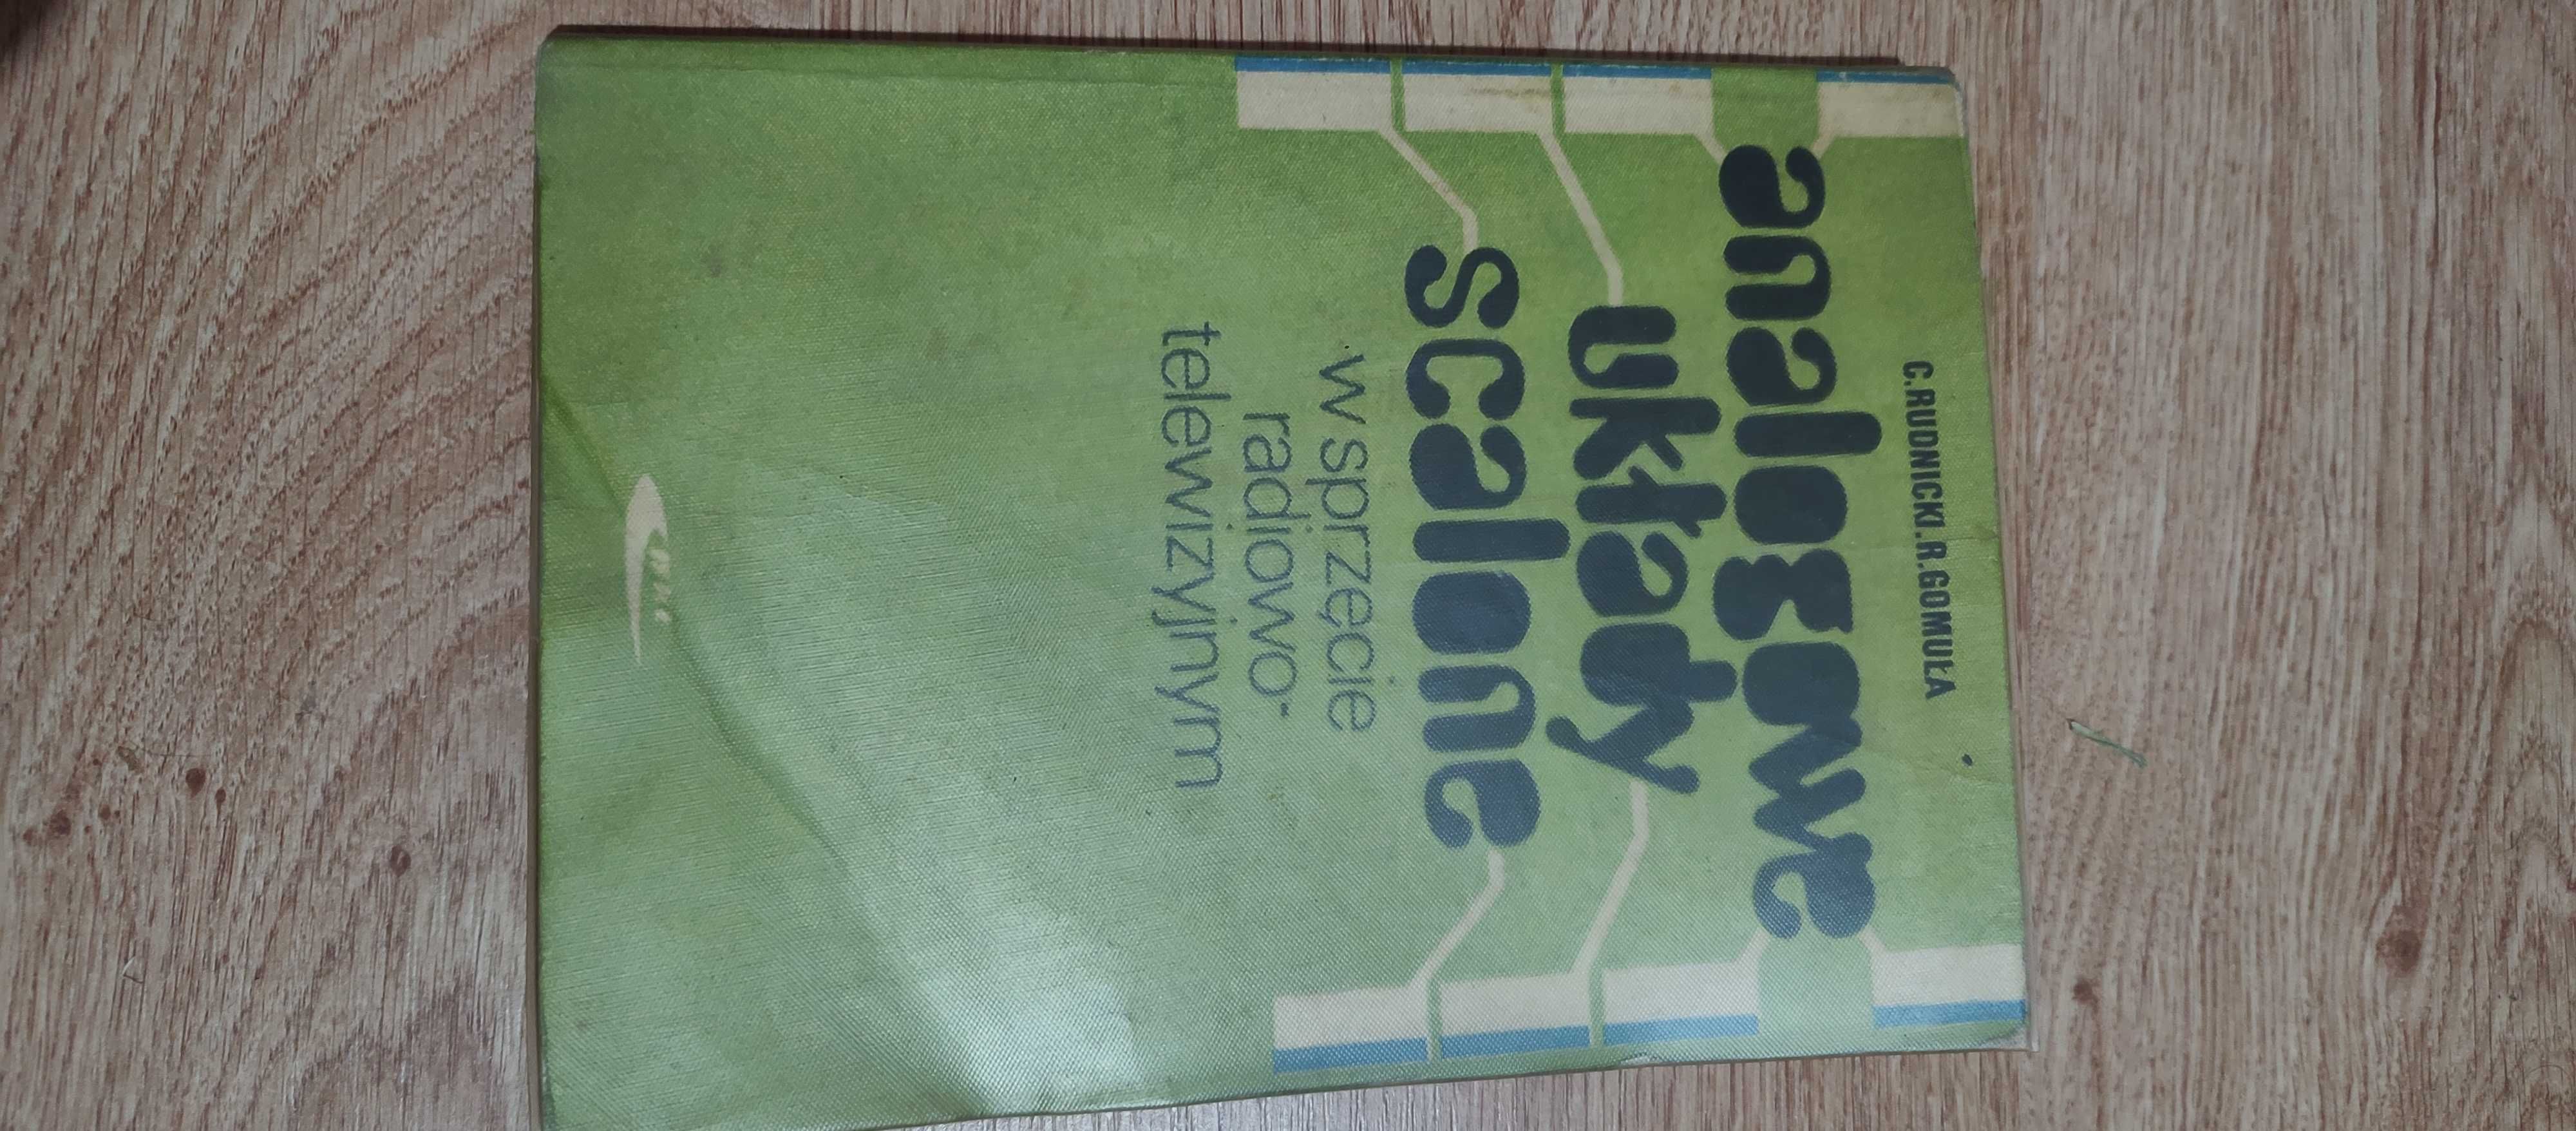 C.RUDNICKI.R.GOMUŁA
analogowe
układy
scalone
w sprzęcie
radiowo-
telewizyjnym